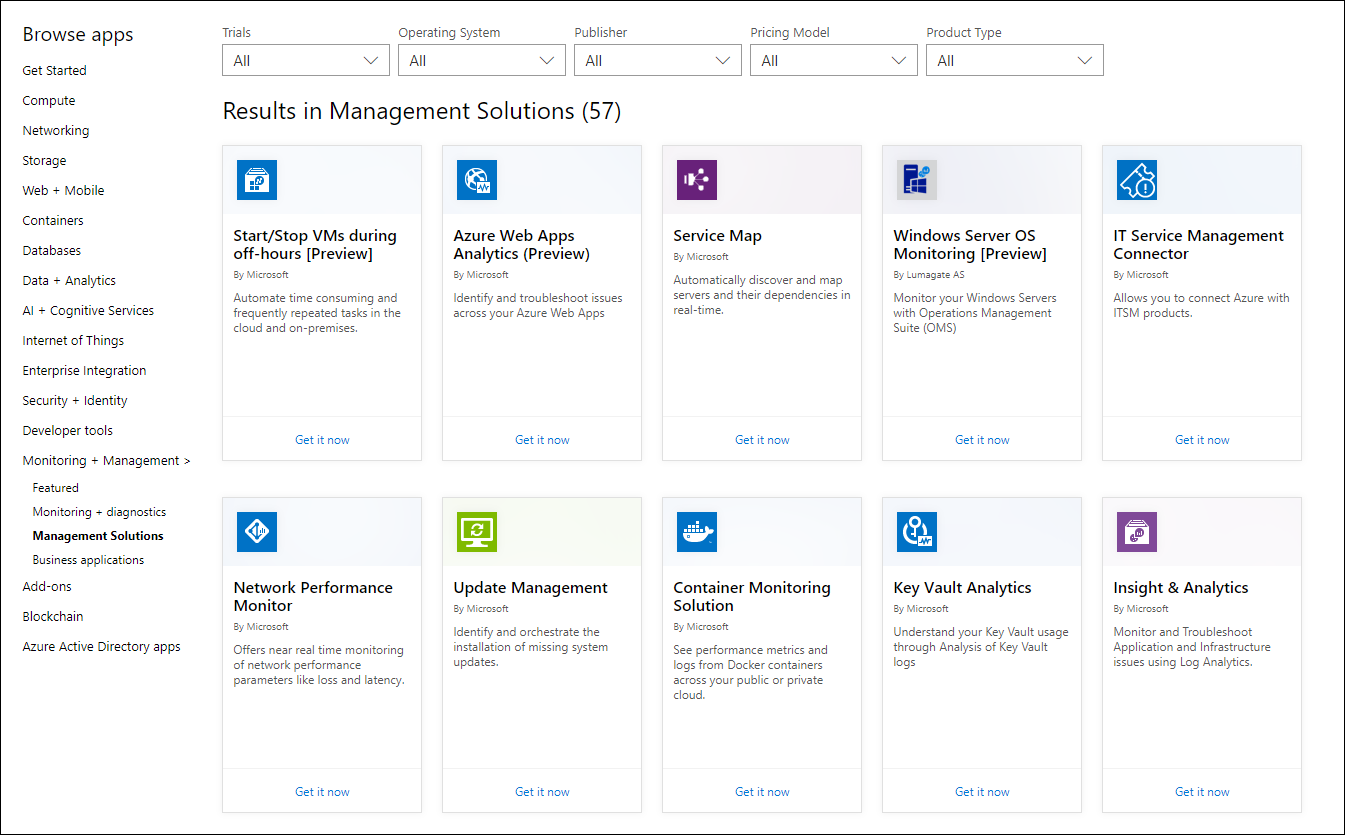 Browse apps
Get Started
Compute
Networking
Storage
Web + Mobile
Containers
Databases
Data + Analytics
AI + Cognitive Services
Internet of Things
Enterprise Integration
Security + Identity
Developer tools
Monitoring + Management >
Featured
Monitoring + diagnostics
Management Solutions
Business applications
Add-ons
Blockchain
Azure Active Directory apps
Trials
All
Operating System
All
Publisher
All
Pricing Model
All
Product Type
All
Results in Management Solutions (57)
Start/Stop VMs during
off-hours [Preview]
By Microsoft
Automate time consuming and
frequently repeated tasks in the
cloud and on-premises.
Get it now
Azure Web Apps
Analytics (Preview)
By Microsoft
Identify and troubleshoot issues
across your Azure Web Apps
Get it now
Service Map
By Microsoft
Automatically discover and map
servers and their dependencies in
real-time.
Get it now
Windows Server OS
Monitoring [Preview]
By Lumagate AS
Monitor your Windows Servers
with Operations Management
Suite (OMS)
Get it now
IT Service Management
Connector
By Microsoft
Allows you to connect Azure with
ITSM products.
Get it now
Network Performance
Monitor
By Microsoft
Offers near real time monitoring
of network performance
parameters like loss and latency.
Get it now
Update Management
By Microsoft
Identify and orchestrate the
installation of missing system
updates.
Get it now
Container Monitoring
Solution
By Microsoft
See performance metrics and
logs from Docker containers
across your public or private
cloud.
Get it now
Key Vault Analytics
By Microsoft
Understand your Key Vault usage
through Analysis of Key Vault
logs
Get it now
Insight & Analytics
By Microsoft
Monitor and Troubleshoot
Application and Infrastructure
issues using Log Analytics.
Get it now